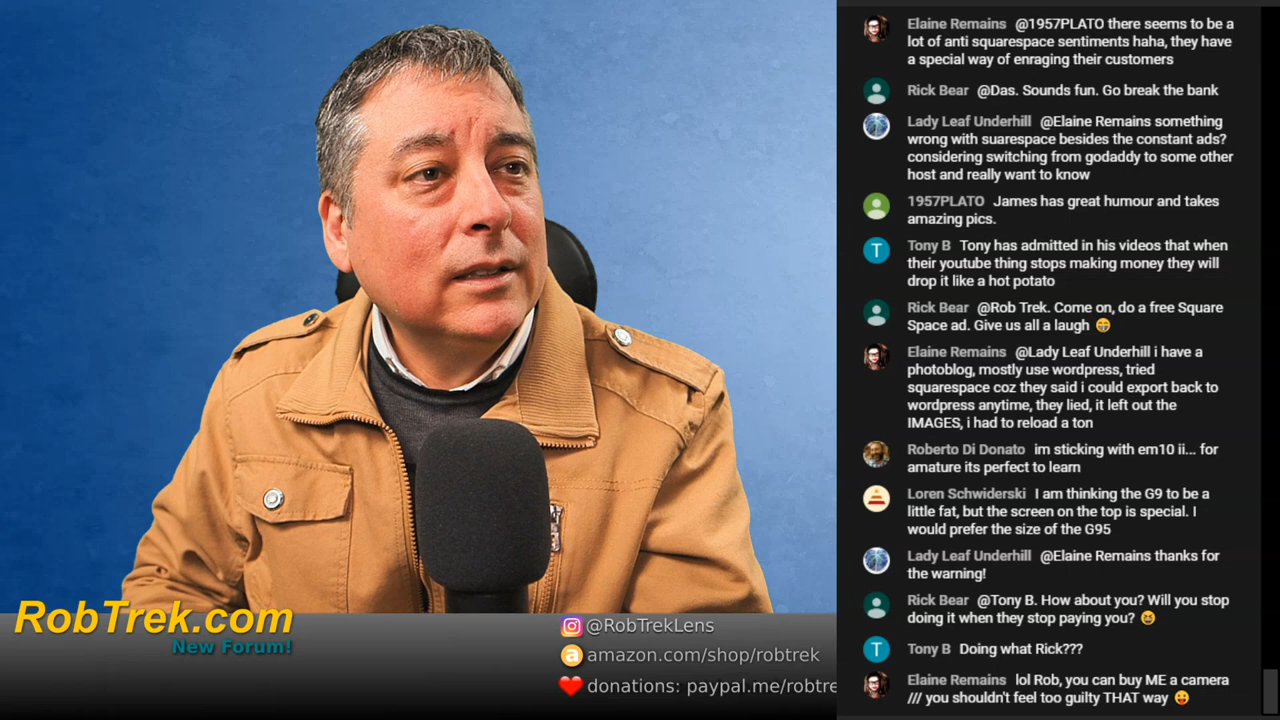 Elaine Remains @1957PLATO there seems to be a
lot of anti squarespace sentiments haha, they have
a special way of enraging their customers
Rick Bear @Das. Sounds fun. Go break the bank
Lady Leaf Underhill @Elaine Remains something
wrong with suarespace besides the constant ads?
considering switching from godaddy to some other
host and really want to know
1957PLATO James has great humour and takes
amazing pics.
T
Tony B Tony has admitted in his videos that when
their youtube thing stops making money they will
drop it like a hot potato
Rick Bear @Rob Trek. Come on, do a free Square
Space ad. Give us all a laugh 😁
Elaine Remains @Lady Leaf Underhill i have a
photoblog, mostly use wordpress, tried
squarespace coz they said i could export back to
wordpress anytime, they lied, it left out the
IMAGES, i had to reload a ton
Roberto Di Donato im sticking with em10 ii... for
amature its perfect to learn
Loren Schwiderski I am thinking the G9 to be a
little fat, but the screen on the top is special. I
would prefer the size of the G95
Lady Leaf Underhill @Elaine Remains thanks for
the warning!
Rick Bear @Tony B. How about you? Will you stop
doing it when they stop paying you? 😆
T
Tony B Doing what Rick???
Elaine Remains lol Rob, you can buy ME a camera
/// you shouldn't feel too guilty THAT way 😛
RobTrek.com
New Forum!
@RobTrekLens
a amazon.com/shop/robtrek
donations: paypal.me/robtre